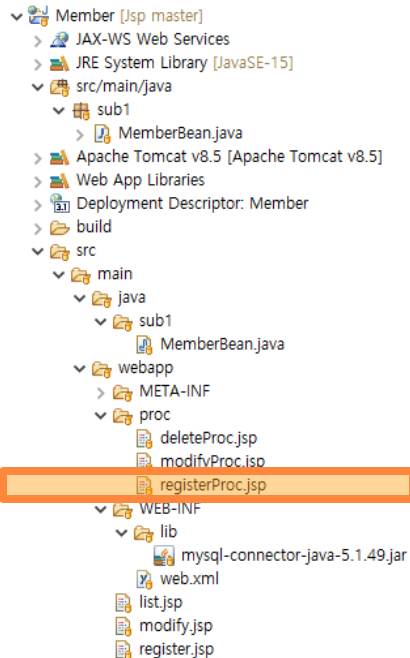 Member [Jsp master]
JAX-WS Web Services
JRE System Library [JavaSE-15]
src/main/java
sub1
MemberBean.java
Apache Tomcat v8.5 [Apache Tomcat v8.5]
Web App Libraries
3.1 Deployment Descriptor: Member
build
src
main
java
sub1
MemberBean.java
webapp
META-INF
proc
deleteProc.jsp
modifyProc.jsp
registerProc.jsp
WEB-INF
lib
mysql-connector-java-5.1.49.jar
web.xml
list.jsp
modify.jsp
register.jsp